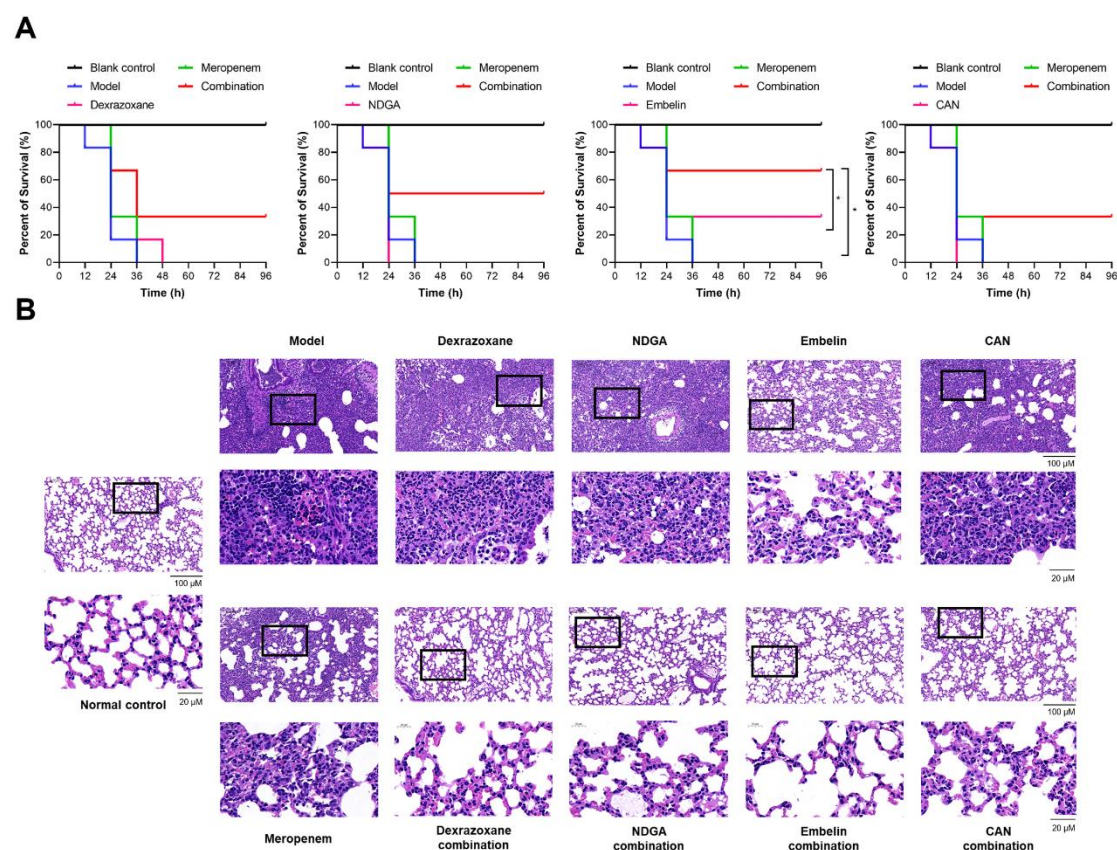 A
Blank control Meropenem
Model Combination
Dexrazoxane
Blank control Meropenem
Model Combination
NDGA
Blank control Meropenem
Model Combination
Embelin
Blank control Meropenem
Model Combination
CAN
Percent of Survival (%)
100
80
60
40
20
0
0 12 24 36 48 60 72 84 96
Time (h)
Percent of Survival (%)
100
80
60
40
20
0
0 12 24 36 48 60 72 84 96
Time (h)
Percent of Survival (%)
100
80
60
40
20
0
0 12 24 36 48 60 72 84 96
Time (h)
* *
Percent of Survival (%)
100
80
60
40
20
0
0 12 24 36 48 60 72 84 96
Time (h)
B
Model Dexrazoxane NDGA Embelin CAN
100 µM
100 µM
20 µM
Normal control 20 µM
100 µM
20 µM
Meropenem Dexrazoxane combination NDGA combination Embelin combination CAN combination